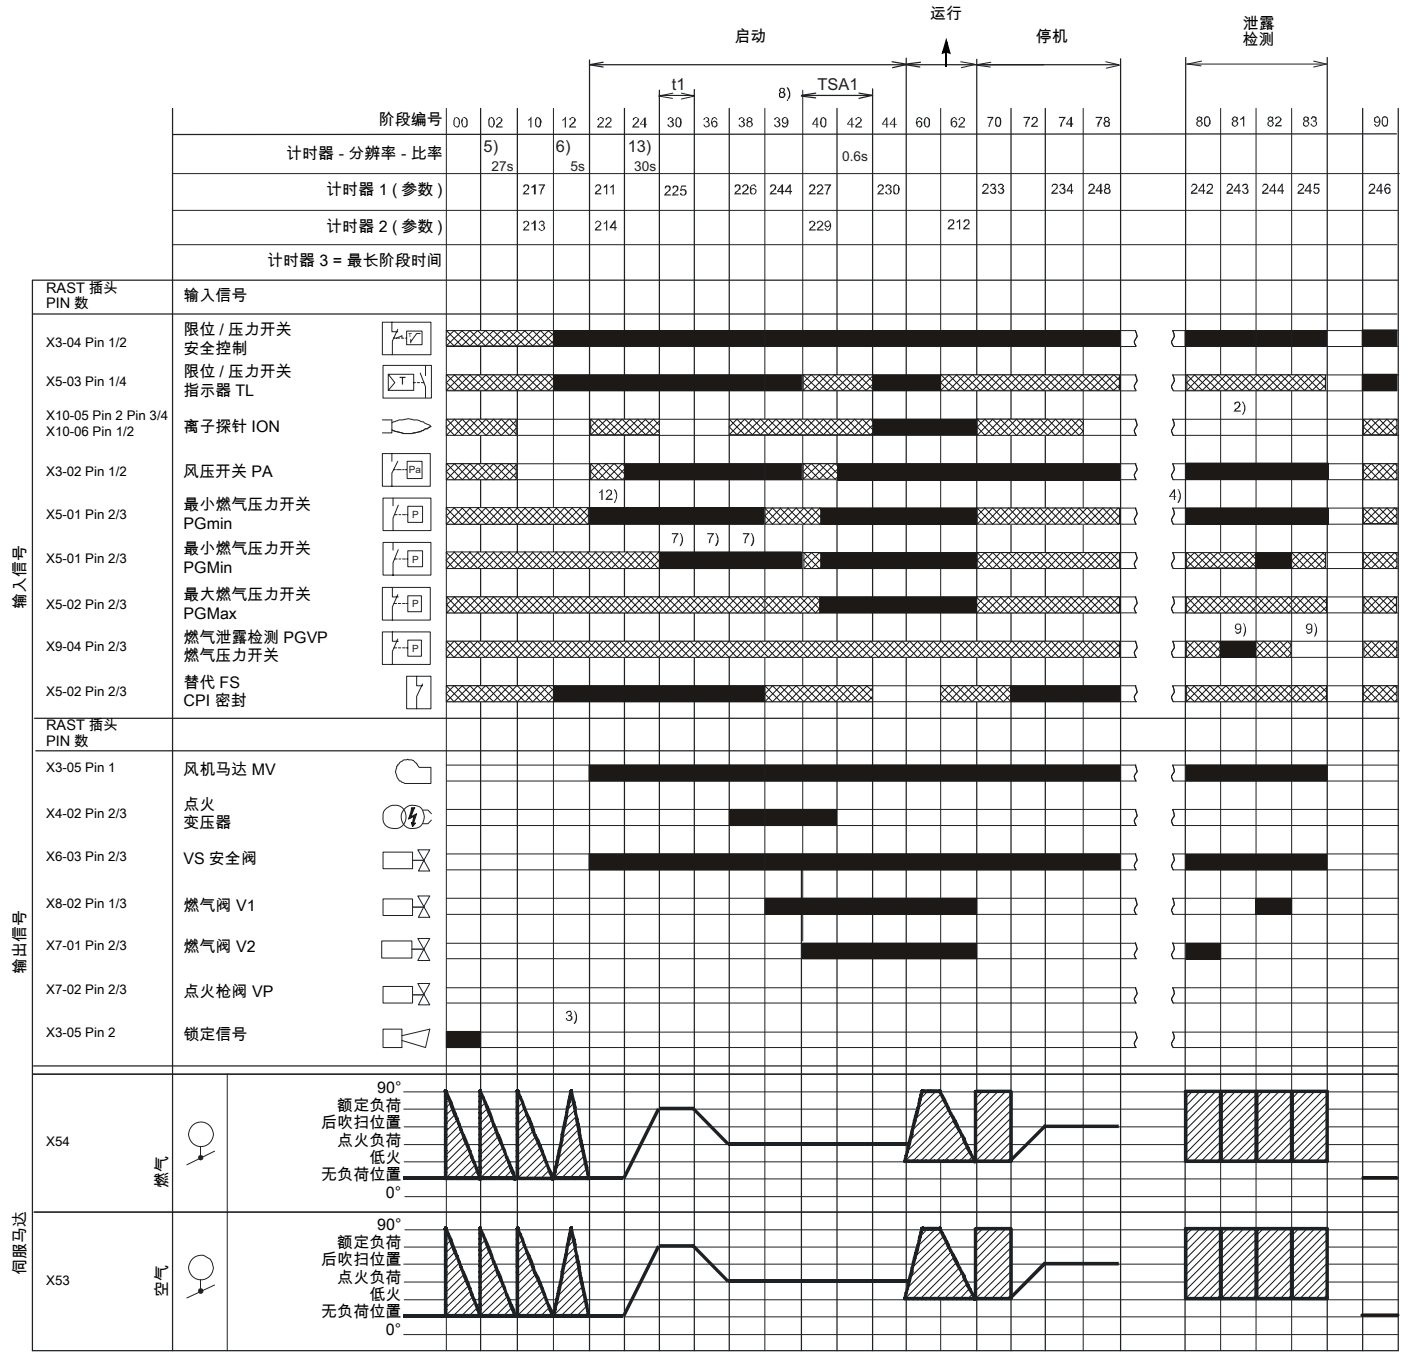 运行
启动
停机
泄露
检测
t1
8)
TSA1
阶段编号 00 02 10 12 22 24 30 36 38 39 40 42 44 60 62 70 72 74 78 80 81 82 83 90
计时器 - 分辨率 - 比率 5) 27s 6) 5s 13) 30s 0.6s
计时器 1 ( 参数 ) 217 211 225 226 244 227 230 233 234 248 242 243 244 245 246
计时器 2 ( 参数 ) 213 214 229 212
计时器 3 = 最长阶段时间
RAST 插头
PIN 数
输入信号
输入信号
X3-04 Pin 1/2
限位 / 压力开关
安全控制
X5-03 Pin 1/4
限位 / 压力开关
指示器 TL
T
2)
X10-05 Pin 2 Pin 3/4
X10-06 Pin 1/2
离子探针 ION
X3-02 Pin 1/2
风压开关 PA
Pa
12)
4)
X5-01 Pin 2/3
最小燃气压力开关
PGmin
P
7) 7) 7)
X5-01 Pin 2/3
最小燃气压力开关
PGMin
P
X5-02 Pin 2/3
最大燃气压力开关
PGMax
P
9) 9)
X9-04 Pin 2/3
燃气泄露检测 PGVP
燃气压力开关
P
X5-02 Pin 2/3
替代 FS
CPI 密封
RAST 插头
PIN 数
输出信号
X3-05 Pin 1
风机马达 MV
X4-02 Pin 2/3
点火
变压器
X6-03 Pin 2/3
VS 安全阀
X8-02 Pin 1/3
燃气阀 V1
X7-01 Pin 2/3
燃气阀 V2
X7-02 Pin 2/3
点火枪阀 VP
3)
X3-05 Pin 2
锁定信号
伺服马达
X54
燃气
90°
额定负荷
后吹扫位置
点火负荷
低火
无负荷位置
0°
X53
空气
90°
额定负荷
后吹扫位置
点火负荷
低火
无负荷位置
0°